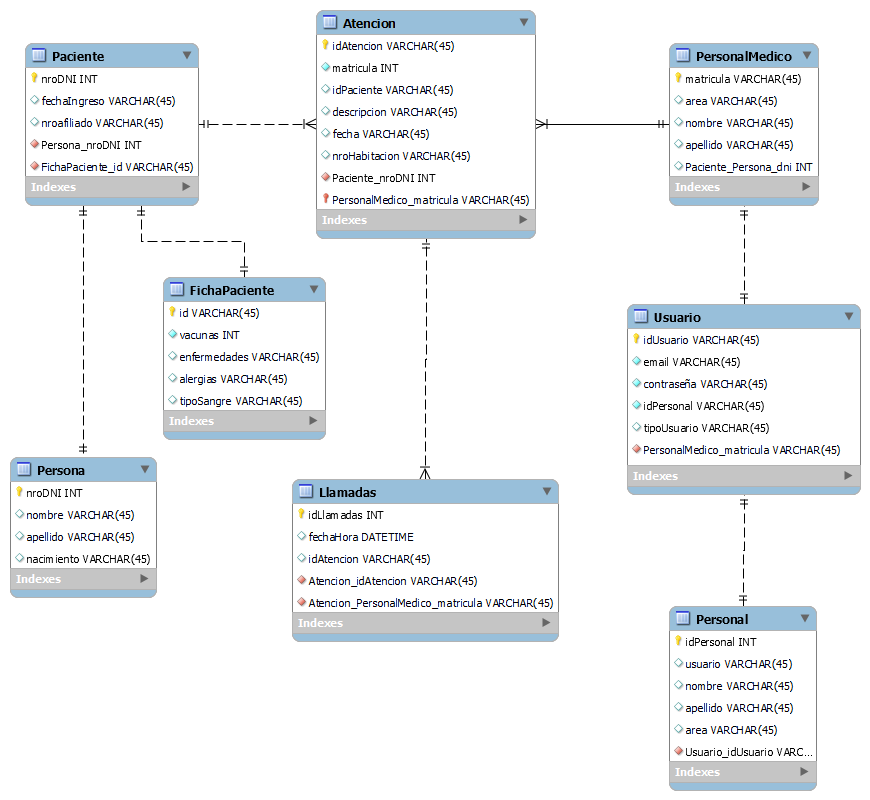 Paciente
nroDNI INT
fechaIngreso VARCHAR(45)
nroafiliado VARCHAR(45)
Persona_nroDNI INT
FichaPaciente_id VARCHAR(45)
Indexes
Atencion
idAtencion VARCHAR(45)
matricula INT
idPaciente VARCHAR(45)
descripcion VARCHAR(45)
fecha VARCHAR(45)
nroHabitacion VARCHAR(45)
Paciente_nroDNI INT
PersonalMedico_matricula VARCHAR(45)
Indexes
PersonalMedico
matricula VARCHAR(45)
area VARCHAR(45)
nombre VARCHAR(45)
apellido VARCHAR(45)
Paciente_Persona_dni INT
Indexes
FichaPaciente
id VARCHAR(45)
vacunas INT
enfermedades VARCHAR(45)
alergias VARCHAR(45)
tipoSangre VARCHAR(45)
Indexes
Usuario
idUsuario VARCHAR(45)
email VARCHAR(45)
contraseña VARCHAR(45)
idPersonal VARCHAR(45)
tipoUsuario VARCHAR(45)
PersonalMedico_matricula VARCHAR(45)
Indexes
Persona
nroDNI INT
nombre VARCHAR(45)
apellido VARCHAR(45)
nacimiento VARCHAR(45)
Indexes
Llamadas
idLlamadas INT
fechaHora DATETIME
idAtencion VARCHAR(45)
Atencion_idAtencion VARCHAR(45)
Atencion_PersonalMedico_matricula VARCHAR(45)
Indexes
Personal
idPersonal INT
usuario VARCHAR(45)
nombre VARCHAR(45)
apellido VARCHAR(45)
area VARCHAR(45)
Usuario_idUsuario VARC...
Indexes